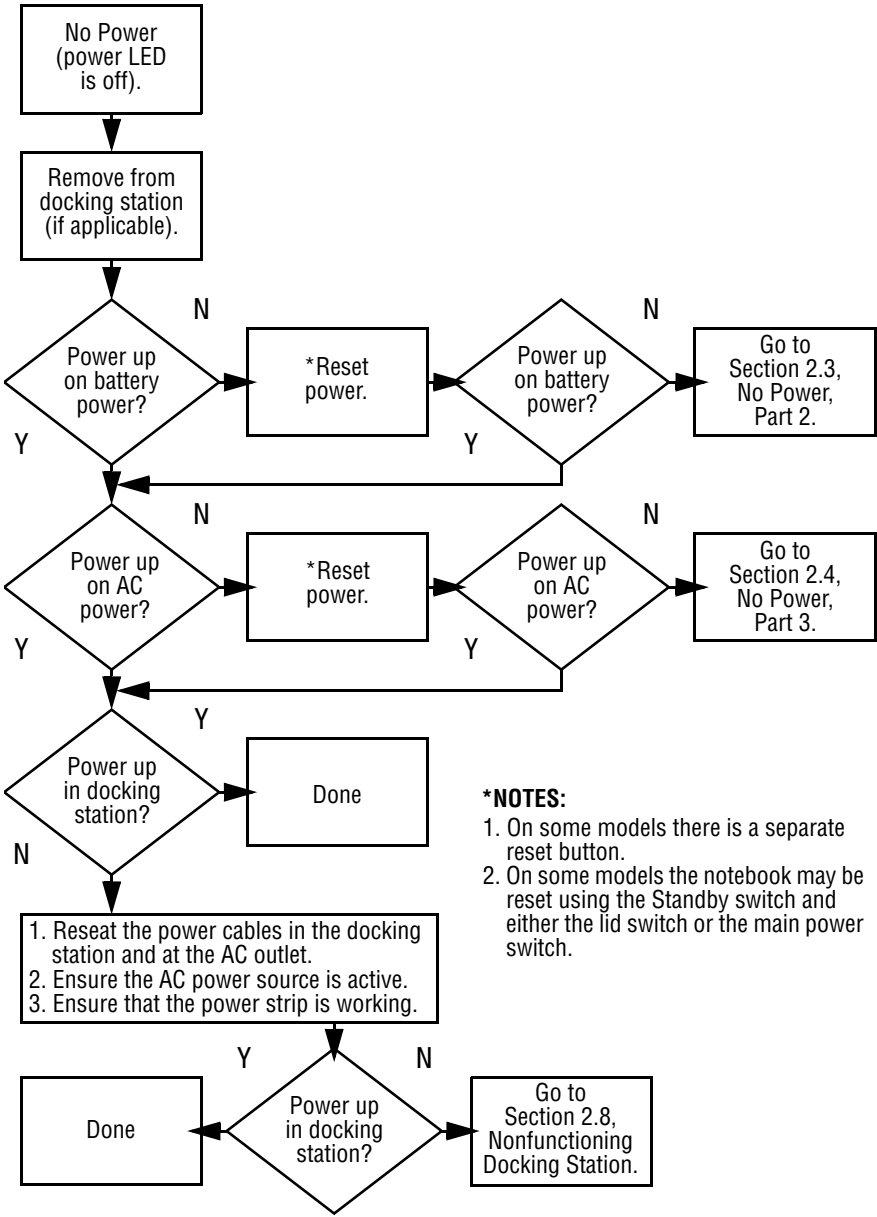 No Power
(power LED
is off).
Remove from
docking station
(if applicable).
N
N
Power up
on battery
power?
*Reset
power.
Power up
on battery
power?
Go to
Section 2.3,
No Power,
Part 2.
Y
Y
N
N
Power up
on AC
power?
*Reset
power.
Power up
on AC
power?
Go to
Section 2.4,
No Power,
Part 3.
Y
Y
Y
Power up
in docking
station?
Done
N
*NOTES:
1. On some models there is a separate
reset button.
2. On some models the notebook may be
reset using the Standby switch and
either the lid switch or the main power
switch.
1. Reseat the power cables in the docking
station and at the AC outlet.
2. Ensure the AC power source is active.
3. Ensure that the power strip is working.
Y
N
Done
Power up
in docking
station?
Go to
Section 2.8,
Nonfunctioning
Docking Station.